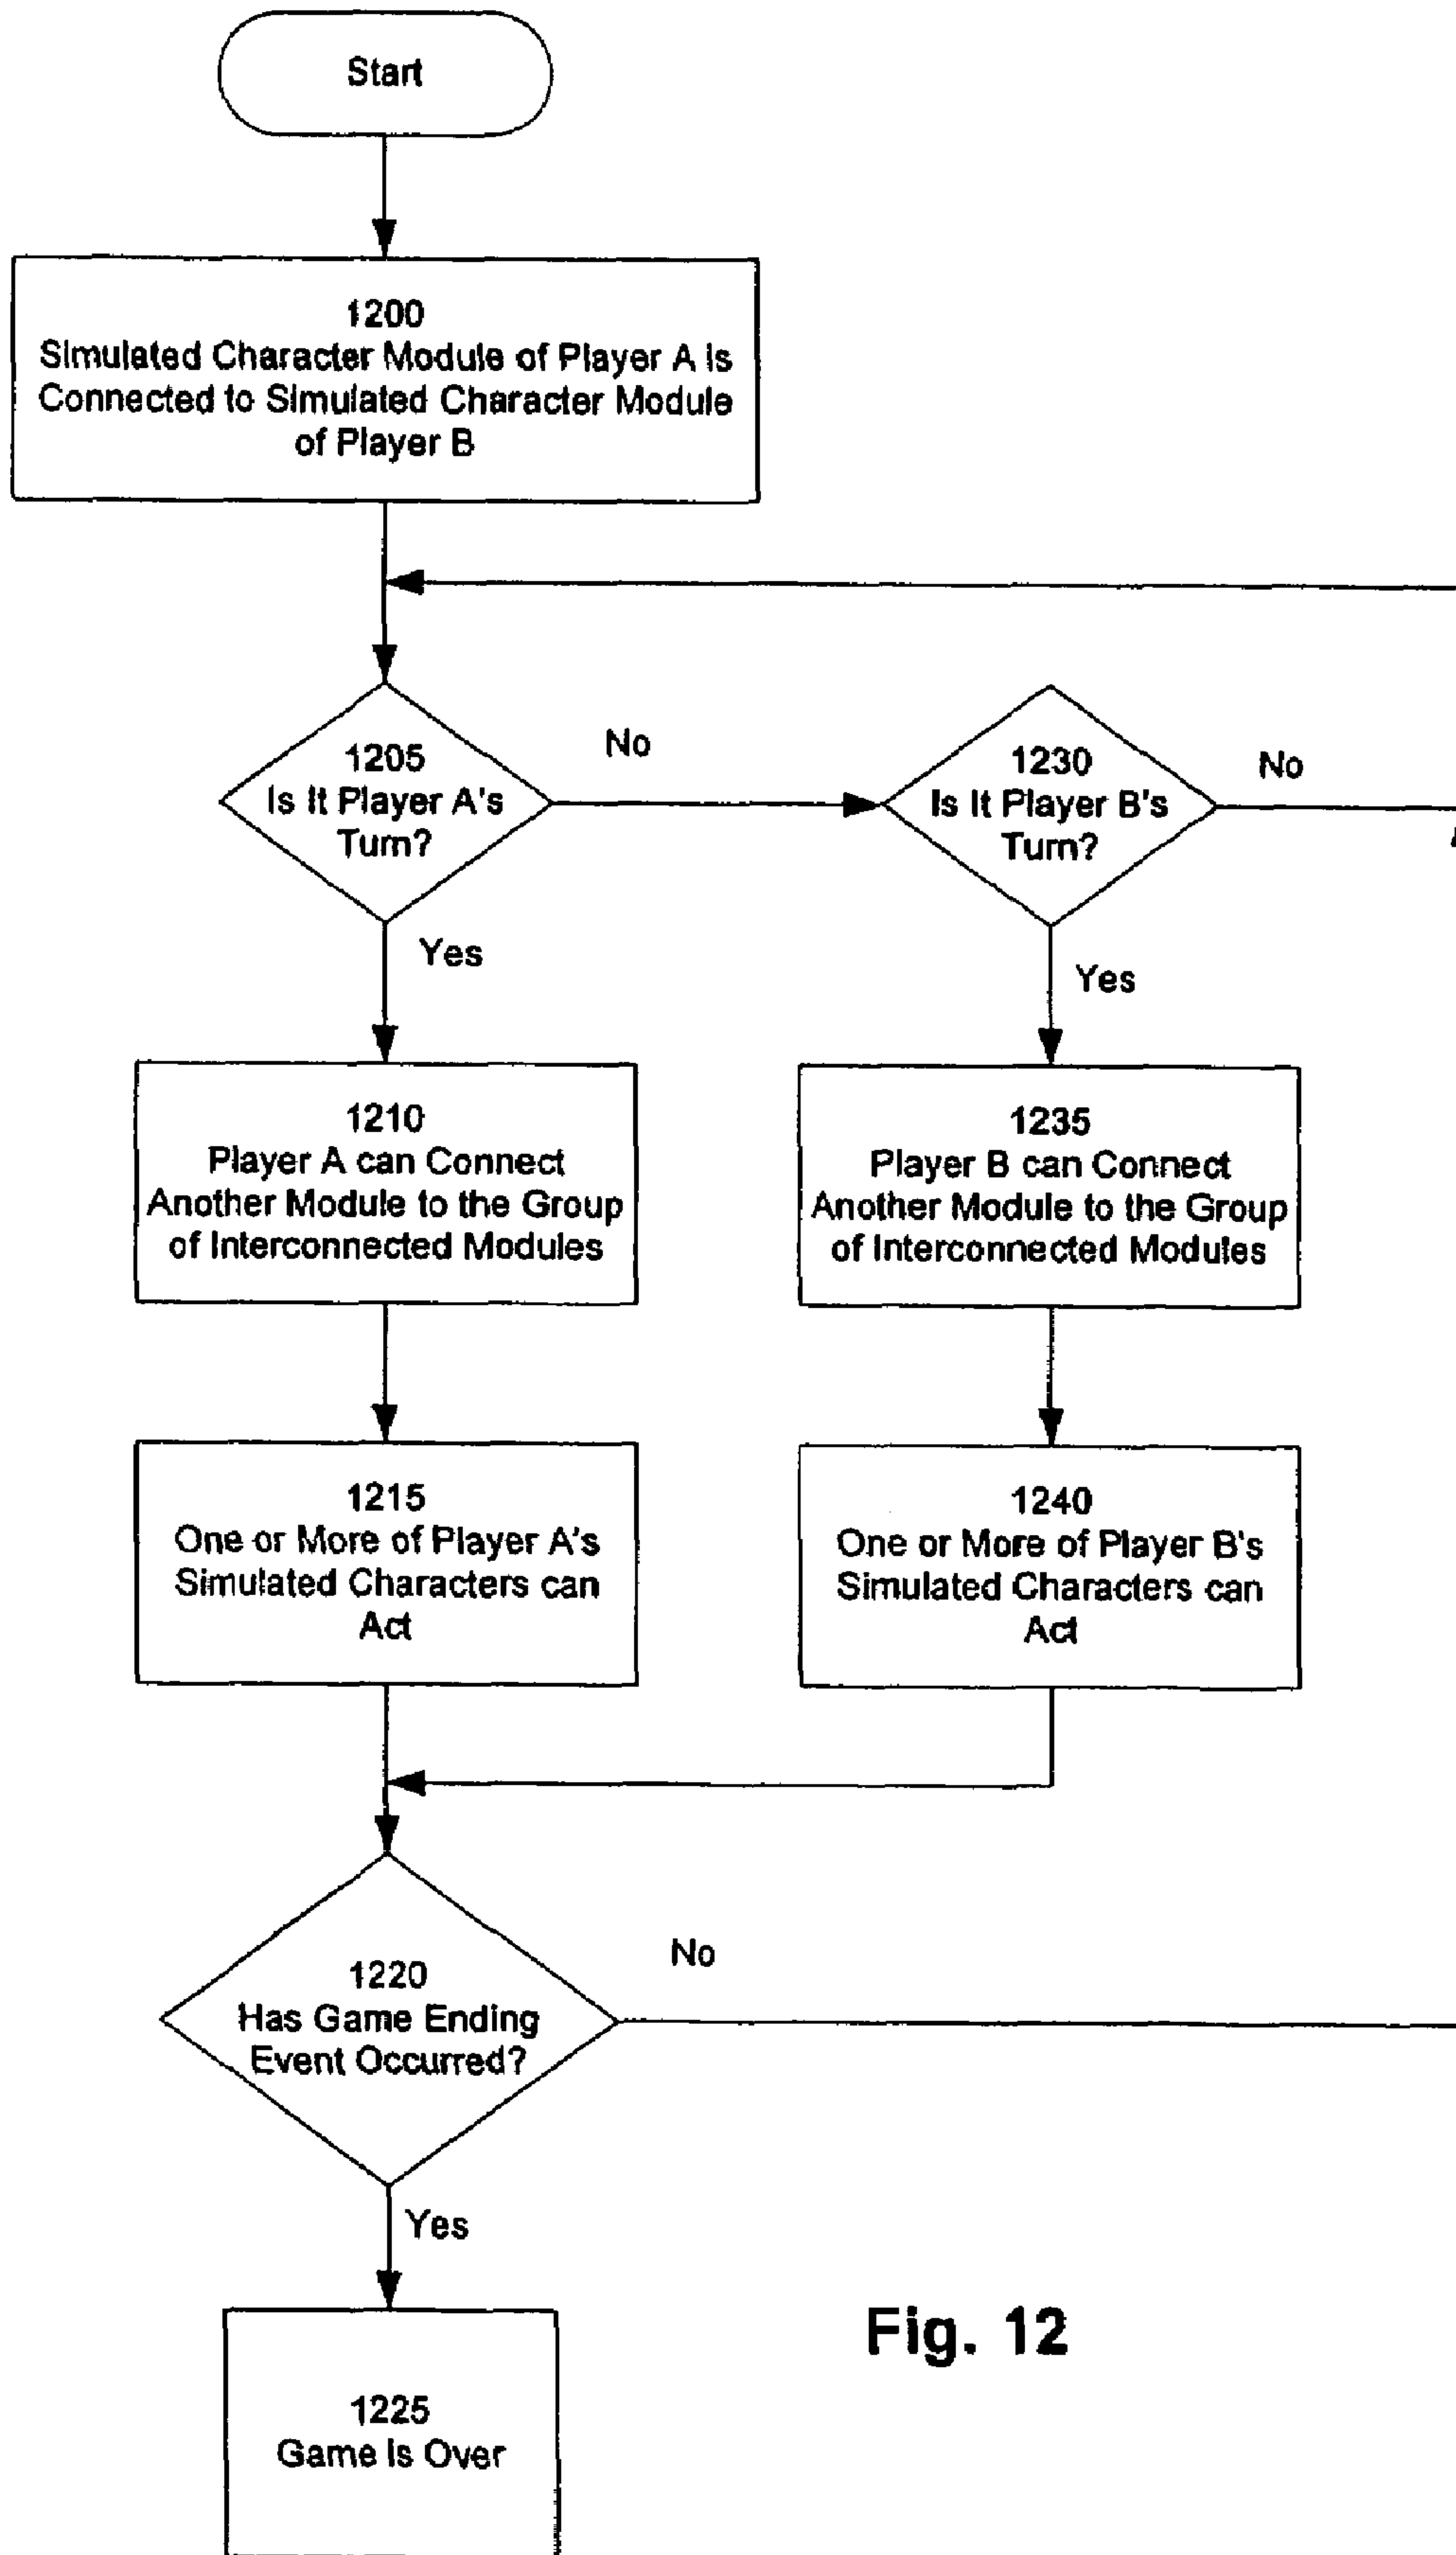 Start
1200
Simulated Character Module of Player A is
Connected to Simulated Character Module
of Player B
1205
Is It Player A's
Turn?
No
1230
Is It Player B's
Turn?
No
Yes
Yes
1210
Player A can Connect
Another Module to the Group
of Interconnected Modules
1235
Player B can Connect
Another Module to the Group
of Interconnected Modules
1215
One or More of Player A's
Simulated Characters can
Act
1240
One or More of Player B's
Simulated Characters can
Act
1220
Has Game Ending
Event Occurred?
No
Yes
1225
Game Is Over
Fig. 12